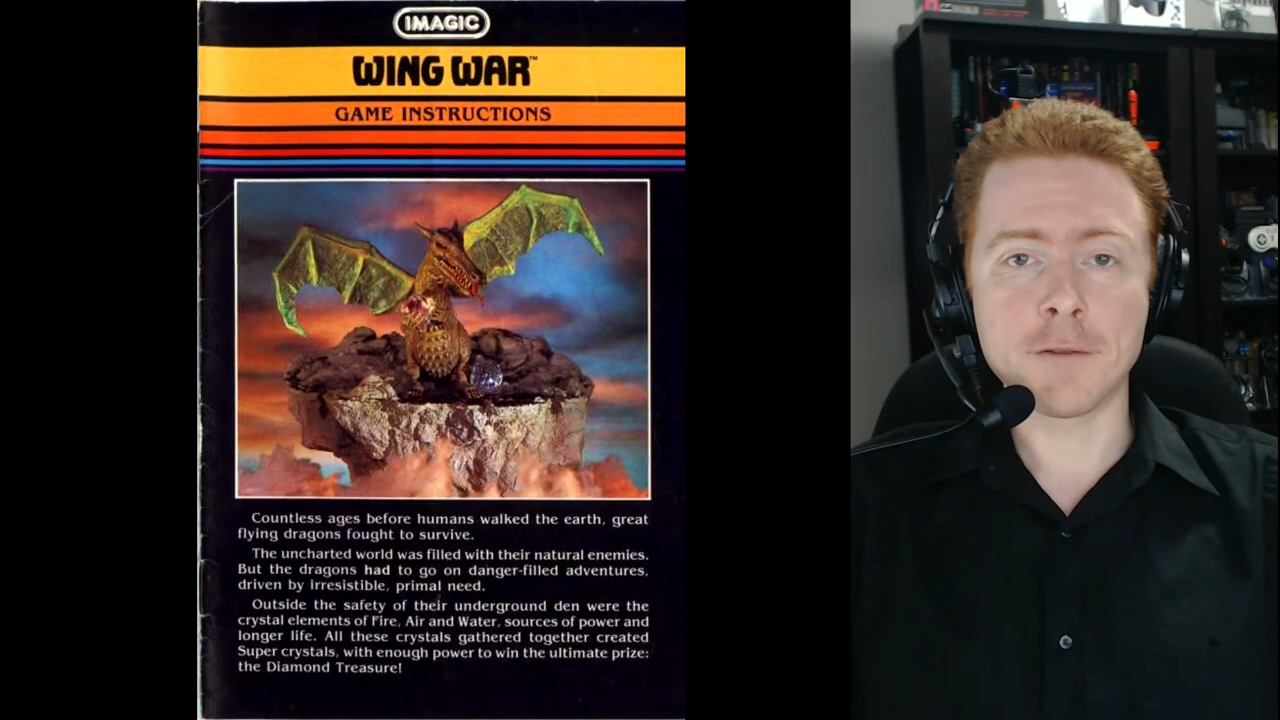 IMAGIC
WING WAR™
GAME INSTRUCTIONS
Countless ages before humans walked the earth, great
flying dragons fought to survive.
The uncharted world was filled with their natural enemies.
But the dragons had to go on danger-filled adventures,
driven by irresistible, primal need.
Outside the safety of their underground den were the
crystal elements of Fire, Air and Water, sources of power and
longer life. All these crystals gathered together created
Super crystals, with enough power to win the ultimate prize:
the Diamond Treasure!